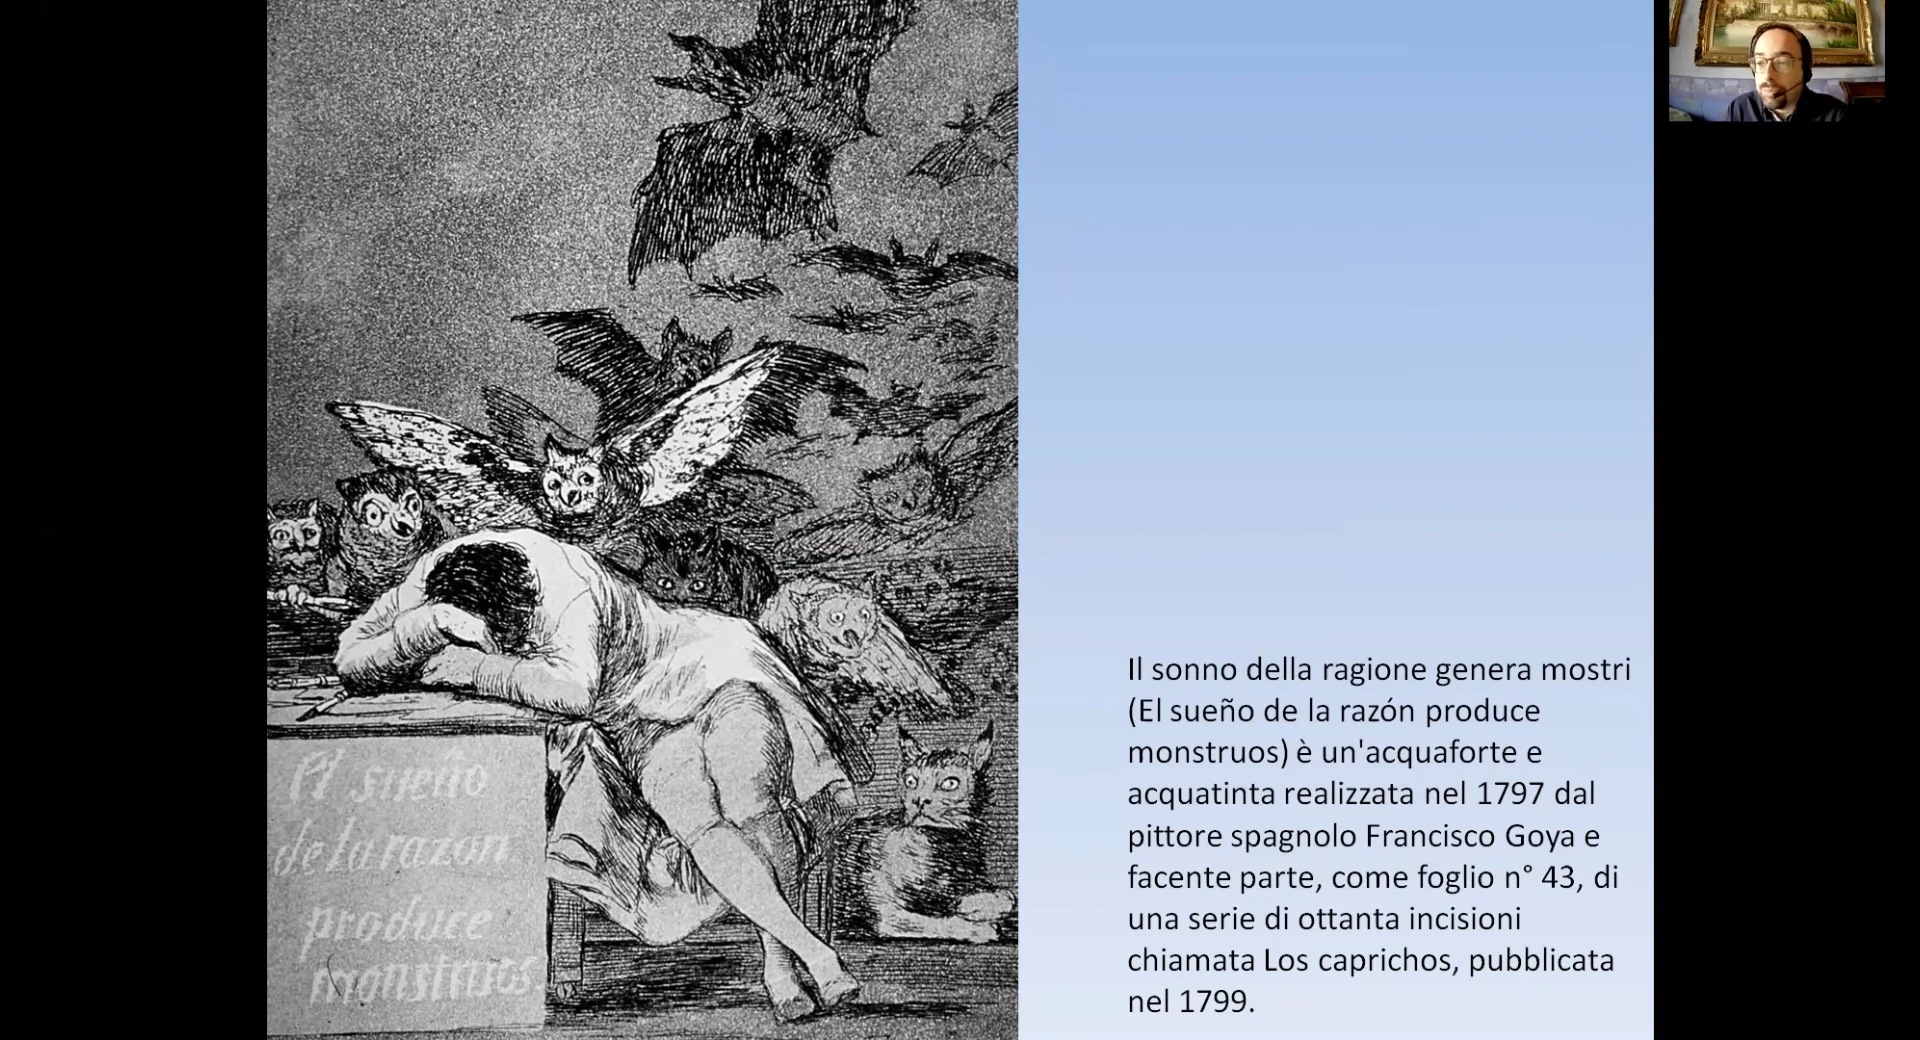 El sueño
de la razon
produce
monstruos.
Il sonno della ragione genera mostri
(El sueño de la razón produce
monstruos) è un'acquaforte e
acquatinta realizzata nel 1797 dal
pittore spagnolo Francisco Goya e
facente parte, come foglio n° 43, di
una serie di ottanta incisioni
chiamata Los caprichos, pubblicata
nel 1799.